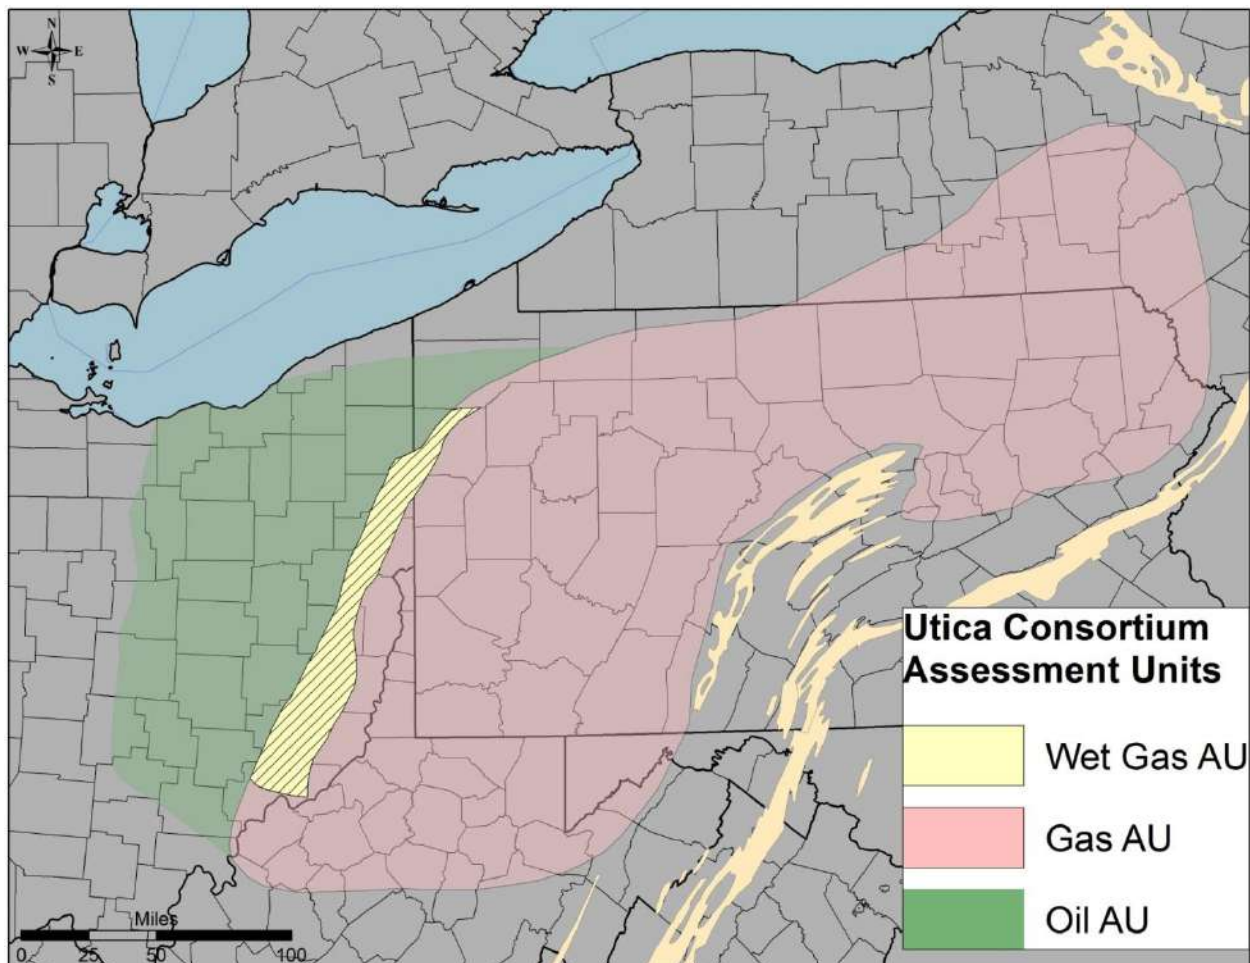 N
W E
S
Utica Consortium
Assessment Units
Wet Gas AU
Gas AU
Oil AU
Miles
0 25 50 100